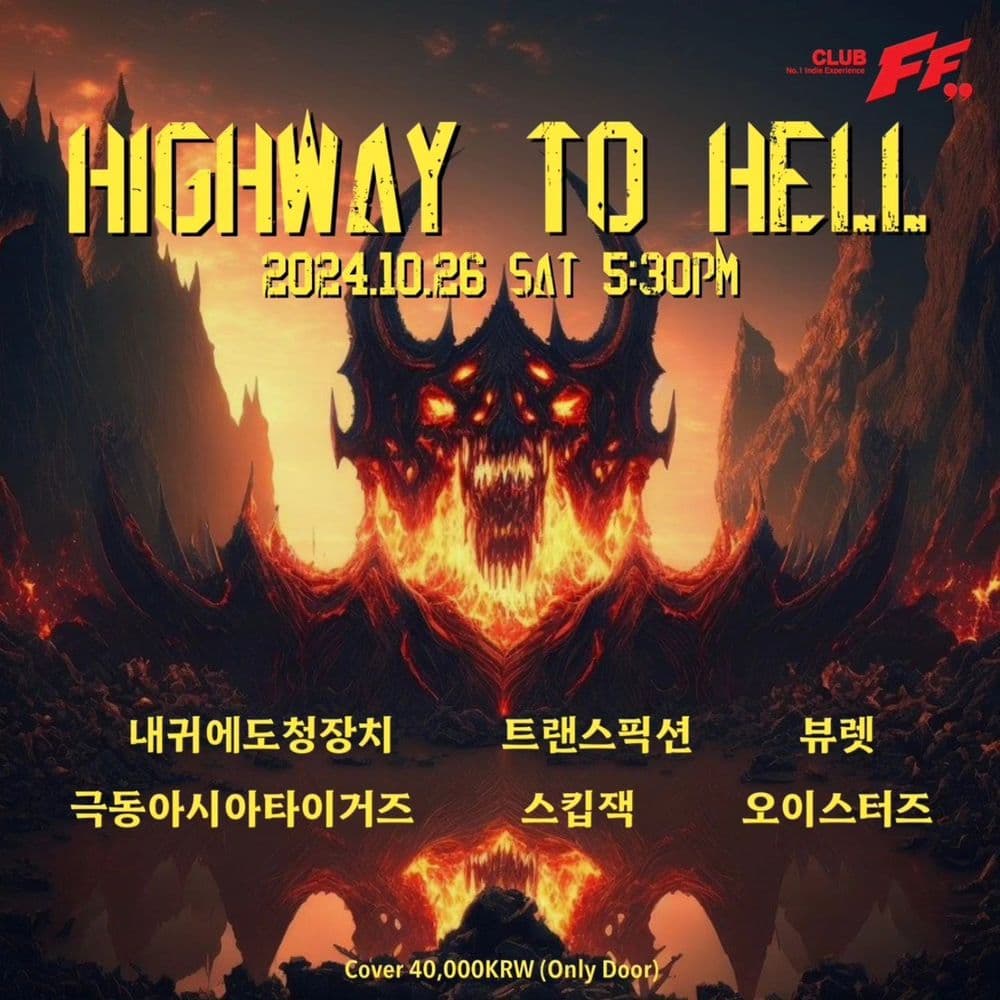 CLUB FF
No.1 Indie Experience
HIGHWAY TO HELL
2024.10.26 SAT 5:30PM
내귀에도청장치 트랜스픽션 뷰렛
극동아시아타이거즈 스킵잭 오이스터즈
Cover 40,000KRW (Only Door)